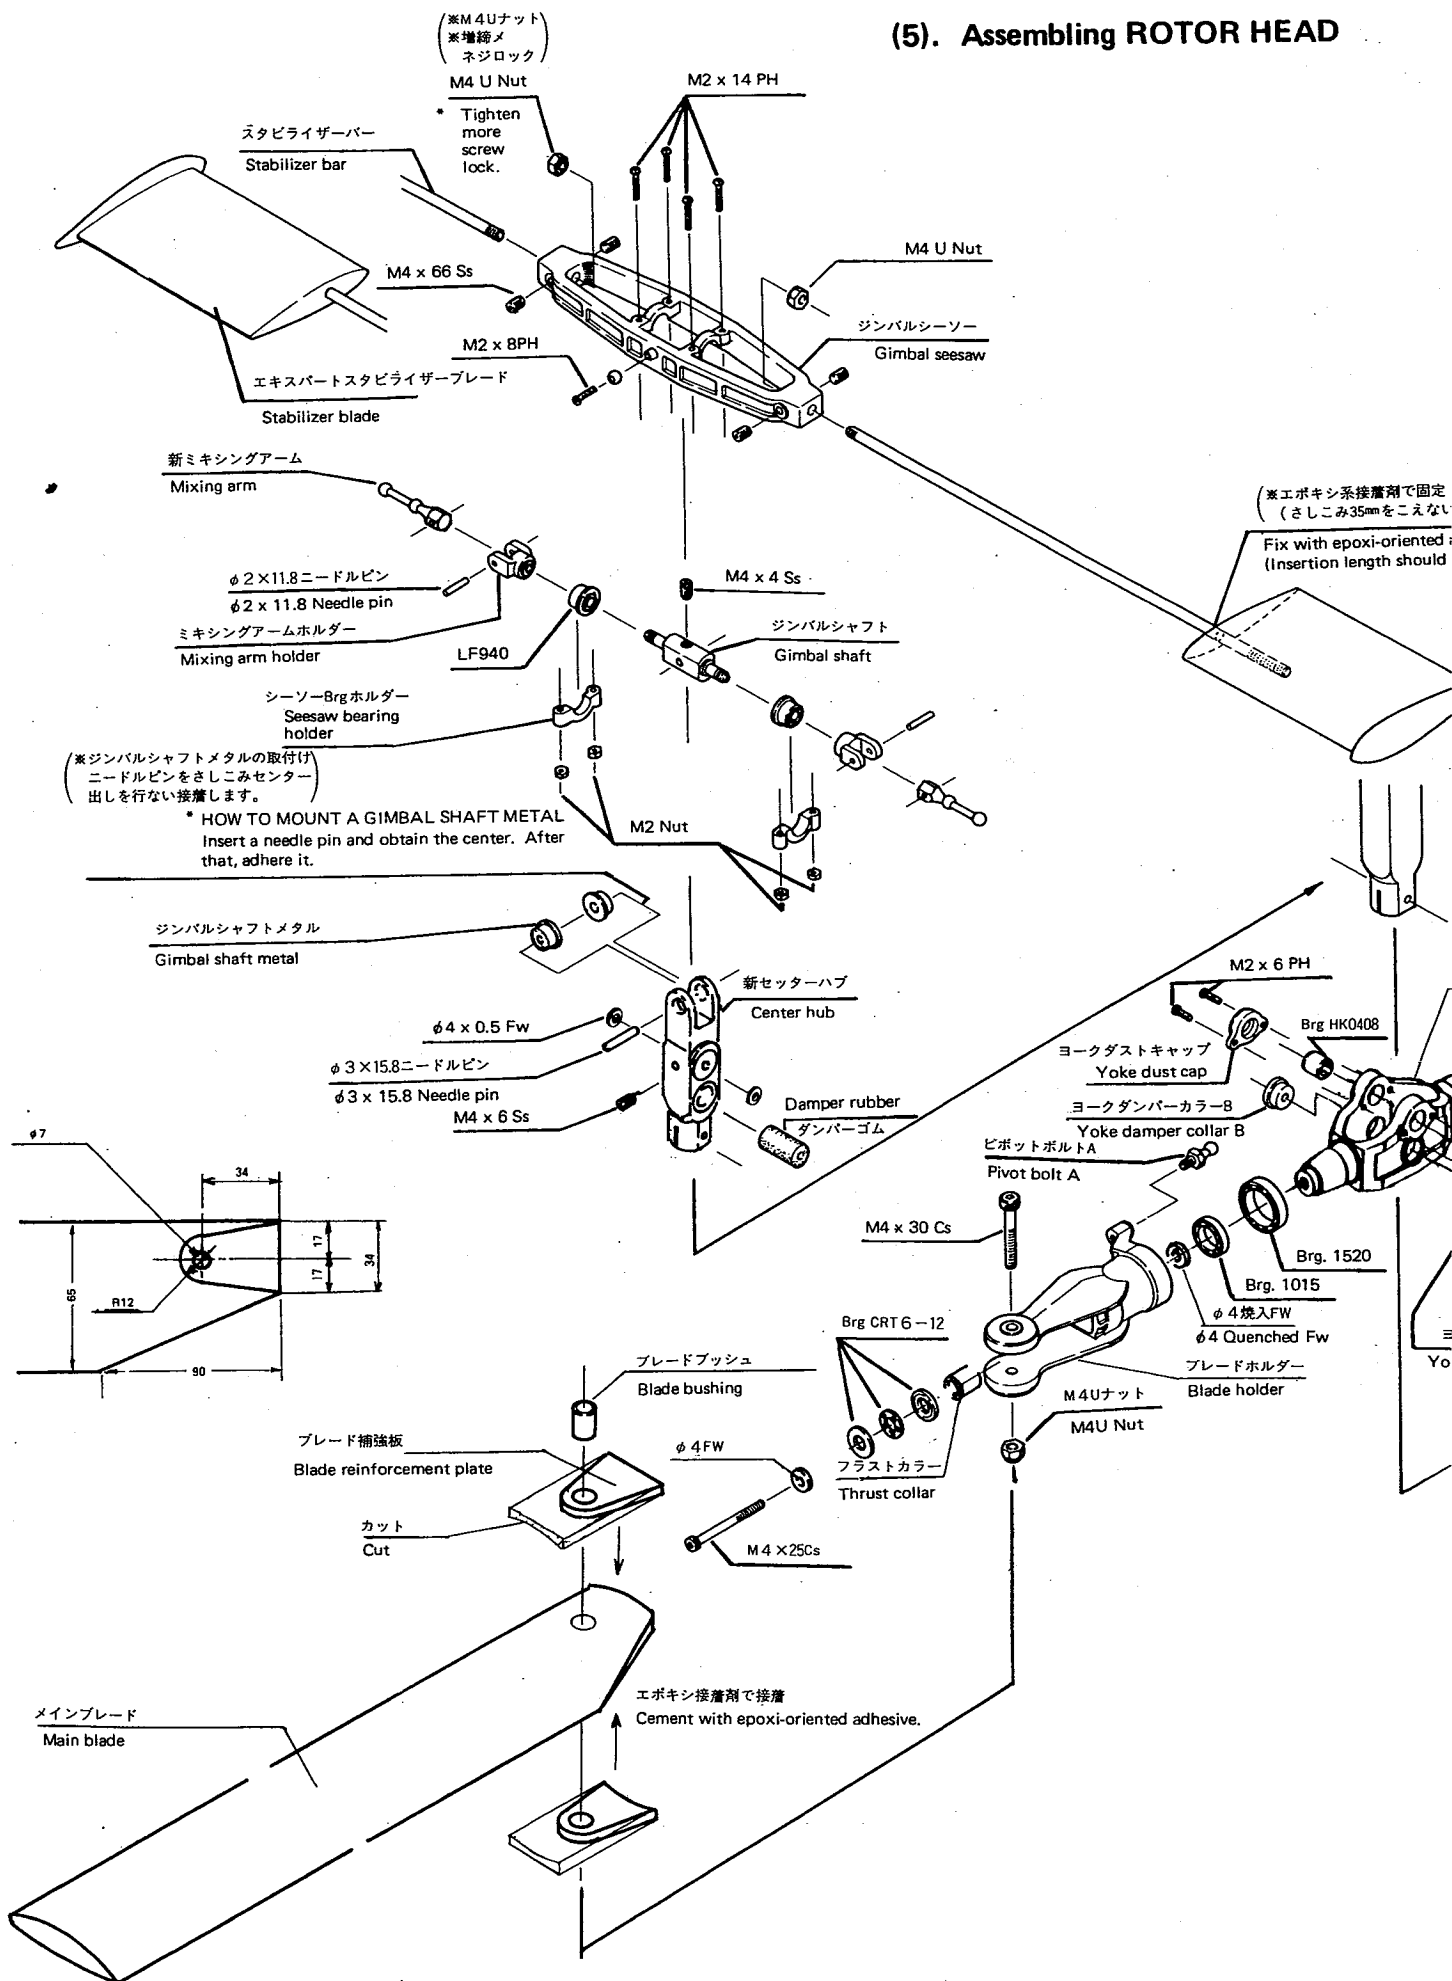 (5). Assembling ROTOR HEAD
(※M4Uナット
※増締メ
ネジロック)
M4 U Nut
* Tighten
more
screw
lock.
M2 x 14 PH
スタビライザーバー
Stabilizer bar
M4 U Nut
M4 x 66 Ss
ジンバルシーソー
Gimbal seesaw
M2 x 8PH
エキスパートスタビライザーブレード
Stabilizer blade
新ミキシングアーム
Mixing arm
(※エポキシ系接着剤で固定
(さしこみ35mmをこえない
Fix with epoxi-oriented
(Insertion length should
φ2×11.8ニードルピン
φ2 x 11.8 Needle pin
M4 x 4 Ss
ミキシングアームホルダー
Mixing arm holder
LF940
ジンバルシャフト
Gimbal shaft
シーソーBrgホルダー
Seesaw bearing
holder
(※ジンバルシャフトメタルの取付け
ニードルピンをさしこみセンター
出しを行ない接着します。)
* HOW TO MOUNT A GIMBAL SHAFT METAL
Insert a needle pin and obtain the center. After
that, adhere it.
M2 Nut
ジンバルシャフトメタル
Gimbal shaft metal
新セッターハブ
Center hub
M2 x 6 PH
φ4 x 0.5 Fw
Brg HK0408
φ3×15.8ニードルピン
φ3 x 15.8 Needle pin
ヨークダストキャップ
Yoke dust cap
M4 x 6 Ss
Damper rubber
ダンパーゴム
ヨークダンパーカラーB
Yoke damper collar B
ピボットボルトA
Pivot bolt A
φ7
34
17
34
17
65
R12
90
M4 x 30 Cs
Brg. 1520
Brg. 1015
φ4焼入FW
φ4 Quenched Fw
Brg CRT6-12
ヨ
Yo
ブレードブッシュ
Blade bushing
ブレードホルダー
Blade holder
M4Uナット
M4U Nut
ブレード補強板
Blade reinforcement plate
φ4FW
フラストカラー
Thrust collar
カット
Cut
M4×25Cs
エポキシ接着剤で接着
Cement with epoxi-oriented adhesive.
メインブレード
Main blade